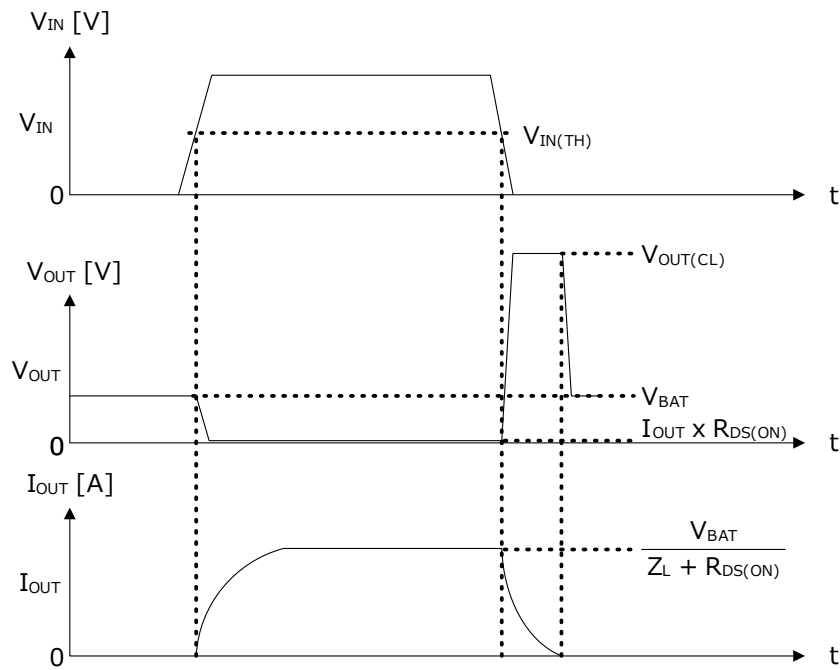 VIN [V]
VIN
VIN(TH)
0
t
VOUT(CL)
VOUT [V]
VOUT
VBAT
IOUT x RDS(ON)
0
t
IOUT [A]
VBAT
ZL + RDS(ON)
IOUT
0
t